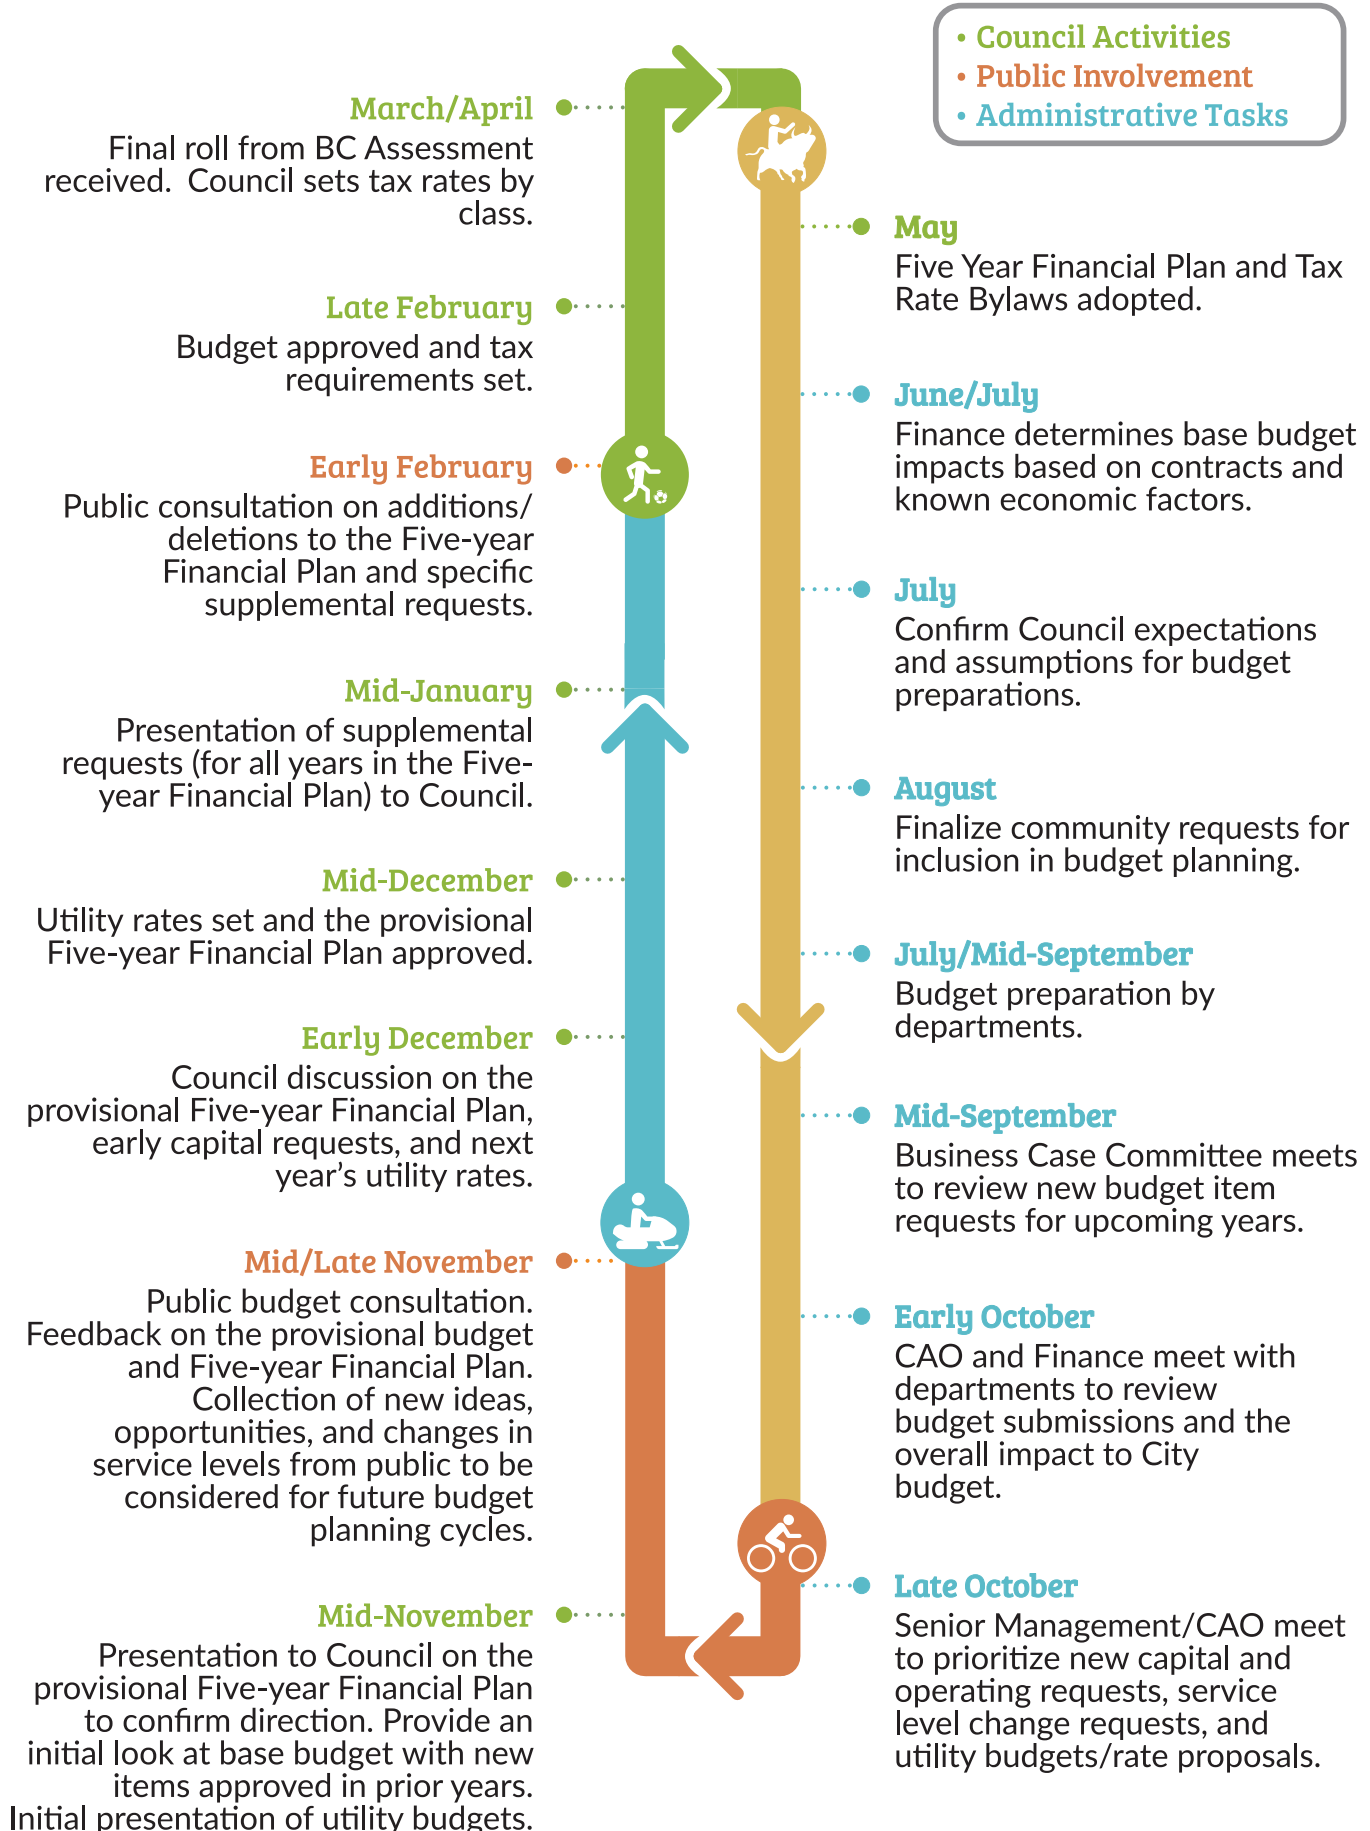 • Council Activities
• Public Involvement
• Administrative Tasks
March/April
Final roll from BC Assessment
received.  Council sets tax rates by
class.
Late February
Budget approved and tax
requirements set.
Early February
Public consultation on additions/
deletions to the Five-year
Financial Plan and specific
supplemental requests.
Mid-January
Presentation of supplemental
requests (for all years in the Five-
year Financial Plan) to Council.
Mid-December
Utility rates set and the provisional
Five-year Financial Plan approved.
Early December
Council discussion on the
provisional Five-year Financial Plan,
early capital requests, and next
year’s utility rates.
Mid/Late November
Public budget consultation.
Feedback on the provisional budget
and Five-year Financial Plan.
Collection of new ideas,
opportunities, and changes in
service levels from public to be
considered for future budget
planning cycles.
Mid-November
Presentation to Council on the
provisional Five-year Financial Plan
to confirm direction. Provide an
initial look at base budget with new
items approved in prior years.
Initial presentation of utility budgets.
May
Five Year Financial Plan and Tax
Rate Bylaws adopted.
June/July
Finance determines base budget
impacts based on contracts and
known economic factors.
July
Confirm Council expectations
and assumptions for budget
preparations.
August
Finalize community requests for
inclusion in budget planning.
July/Mid-September
Budget preparation by
departments.
Mid-September
Business Case Committee meets
to review new budget item
requests for upcoming years.
Early October
CAO and Finance meet with
departments to review
budget submissions and the
overall impact to City
budget.
Late October
Senior Management/CAO meet
to prioritize new capital and
operating requests, service
level change requests, and
utility budgets/rate proposals.